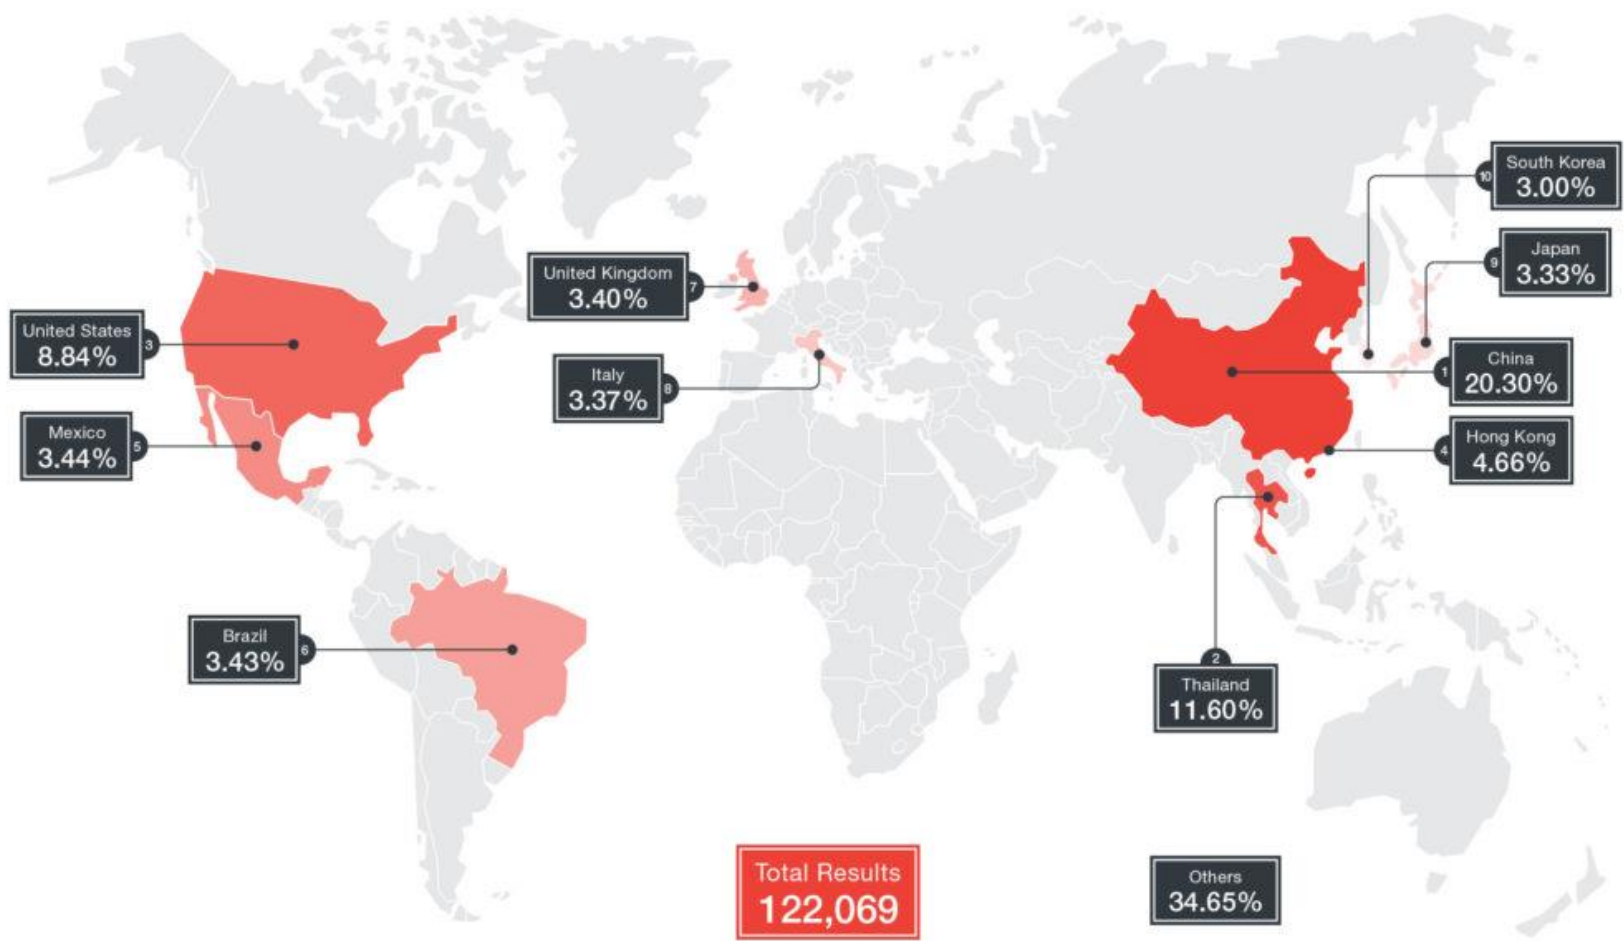 South Korea
10
3.00%
Japan
9
3.33%
United Kingdom
7
3.40%
United States
3
8.84%
China
1
20.30%
Italy
8
3.37%
Mexico
5
3.44%
Hong Kong
4
4.66%
Brazil
6
3.43%
2
Thailand
11.60%
Total Results
122,069
Others
34.65%